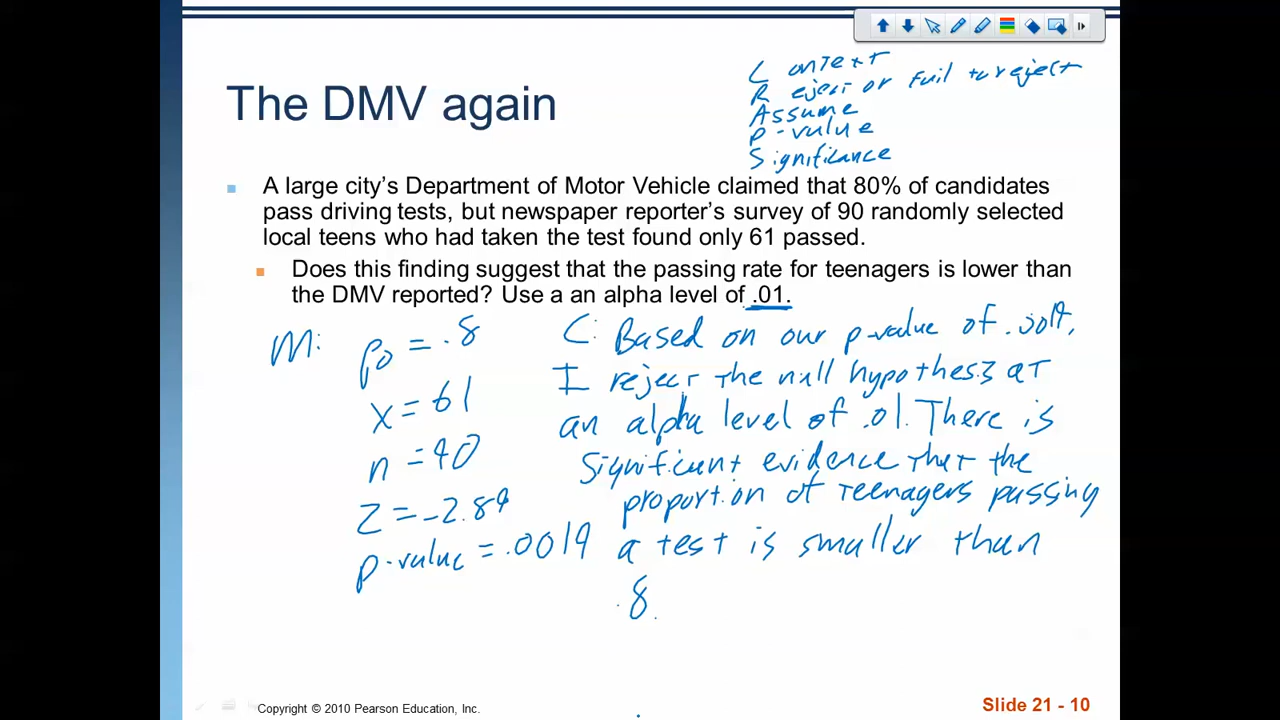 The DMV again
Context
Reject or Fail to reject
Assume
P-value
Significance
A large city's Department of Motor Vehicle claimed that 80% of candidates
pass driving tests, but newspaper reporter's survey of 90 randomly selected
local teens who had taken the test found only 61 passed.
Does this finding suggest that the passing rate for teenagers is lower than
the DMV reported? Use a an alpha level of .01.
M: p0 = .8
x = 61
n = 90
z = -2.89
p-value = .0019
C: Based on our p-value of .0019,
I reject the null hypothesis at
an alpha level of .01. There is
significant evidence that the
proportion of Teenagers passing
a test is smaller than
.8.
Copyright © 2010 Pearson Education, Inc.
Slide 21 - 10